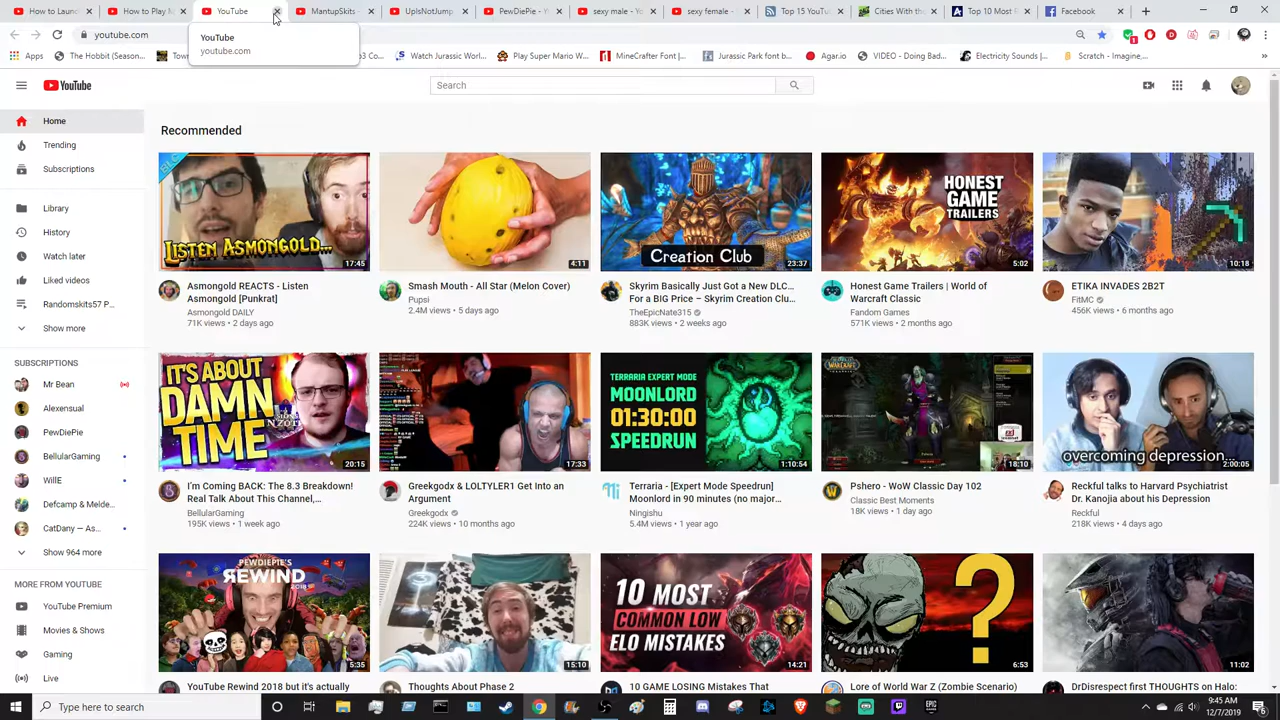 How to Launc
How to Play M
YouTube
MantupSkits -
UpIsNotJump
PewDiePie - Y
sexy male - Yo
sexy female -
Top 15 YouTu
Cities With th
Top 10 Most R
Facebook
youtube.com
YouTube
youtube.com
Apps
The Hobbit (Season
Town
3 Co
Watch Jurassic World
Play Super Mario W
MineCrafter Font |
Jurassic Park font b
Agar.io
VIDEO - Doing Bad
Electricity Sounds |
Scratch - Imagine,
YouTube
Search
Home
Trending
Subscriptions
Library
History
Watch later
Liked videos
Randomskits57 P...
Show more
SUBSCRIPTIONS
Mr Bean
Alexensual
PewDiePie
BellularGaming
WillE
Defcamp & Melde...
CatDany — As...
Show 964 more
MORE FROM YOUTUBE
YouTube Premium
Movies & Shows
Gaming
Live
Recommended
LISTEN ASMONGOLD...
17:45
Asmongold REACTS - Listen
Asmongold [Punkrat]
Asmongold DAILY
71K views • 2 days ago
4:11
Smash Mouth - All Star (Melon Cover)
Pupsi
2.4M views • 5 days ago
Creation Club
23:37
Skyrim Basically Just Got a New DLC...
For a BIG Price – Skyrim Creation Clu...
TheEpicNate315
883K views • 2 weeks ago
HONEST
GAME
TRAILERS
5:02
Honest Game Trailers | World of
Warcraft Classic
Fandom Games
571K views • 2 months ago
10:18
ETIKA INVADES 2B2T
FitMC
456K views • 6 months ago
IT'S ABOUT
DAMN
TIME
N'ZOTH
20:15
I'm Coming BACK: The 8.3 Breakdown!
Real Talk About This Channel,...
BellularGaming
195K views • 1 week ago
17:33
Greekgodx & LOLTYLER1 Get Into an
Argument
Greekgodx
224K views • 10 months ago
TERRARIA EXPERT MODE
MOONLORD
01:30:00
SPEEDRUN
1:10:54
Terraria - [Expert Mode Speedrun]
Moonlord in 90 minutes (no major...
Ningishu
5.4M views • 1 year ago
18:10
Pshero - WoW Classic Day 102
Classic Best Moments
18K views • 1 day ago
overcoming depression...
2:00:05
Reckful talks to Harvard Psychiatrist
Dr. Kanojia about his Depression
Reckful
218K views • 4 days ago
PEWDIEPIE'S
REWIND
2018
5:35
YouTube Rewind 2018 but it's actually
15:10
Thoughts About Phase 2
10 MOST
COMMON LOW
ELO MISTAKES
14:21
10 GAME LOSING Mistakes That
?
6:53
Lore of World War Z (Zombie Scenario)
11:02
DrDisrespect first THOUGHTS on Halo:
Type here to search
9:45 AM
12/7/2019